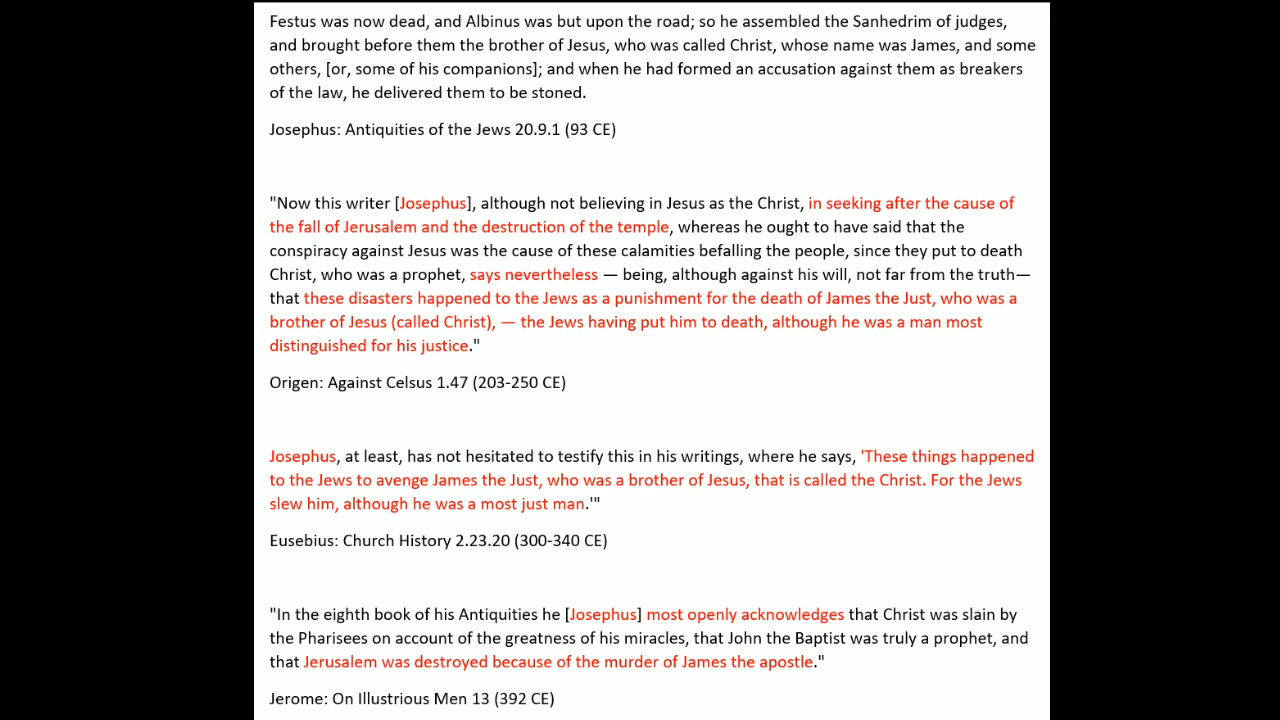 Festus was now dead, and Albinus was but upon the road; so he assembled the Sanhedrim of judges,
and brought before them the brother of Jesus, who was called Christ, whose name was James, and some
others, [or, some of his companions]; and when he had formed an accusation against them as breakers
of the law, he delivered them to be stoned.
Josephus: Antiquities of the Jews 20.9.1 (93 CE)
"Now this writer [Josephus], although not believing in Jesus as the Christ, in seeking after the cause of
the fall of Jerusalem and the destruction of the temple, whereas he ought to have said that the
conspiracy against Jesus was the cause of these calamities befalling the people, since they put to death
Christ, who was a prophet, says nevertheless — being, although against his will, not far from the truth—
that these disasters happened to the Jews as a punishment for the death of James the Just, who was a
brother of Jesus (called Christ), — the Jews having put him to death, although he was a man most
distinguished for his justice."
Origen: Against Celsus 1.47 (203-250 CE)
Josephus, at least, has not hesitated to testify this in his writings, where he says, 'These things happened
to the Jews to avenge James the Just, who was a brother of Jesus, that is called the Christ. For the Jews
slew him, although he was a most just man.'"
Eusebius: Church History 2.23.20 (300-340 CE)
"In the eighth book of his Antiquities he [Josephus] most openly acknowledges that Christ was slain by
the Pharisees on account of the greatness of his miracles, that John the Baptist was truly a prophet, and
that Jerusalem was destroyed because of the murder of James the apostle."
Jerome: On Illustrious Men 13 (392 CE)